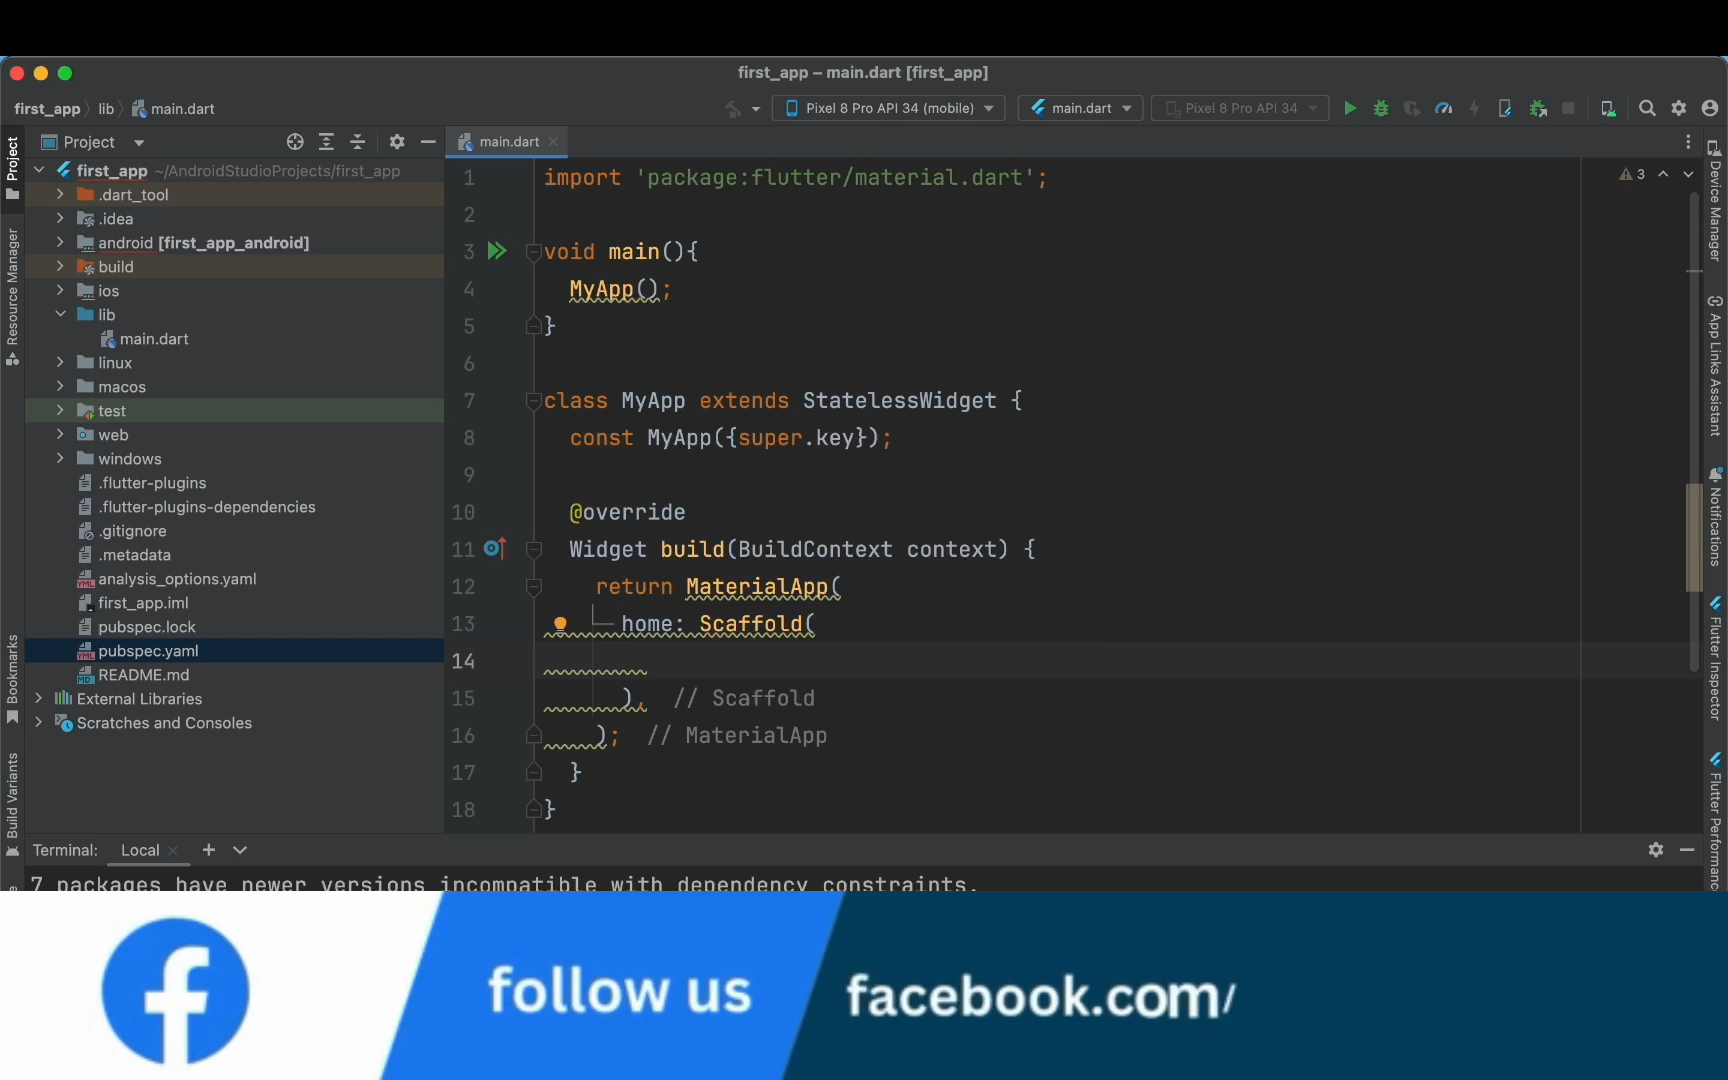 first_app – main.dart [first_app]
first_app
lib
main.dart
Pixel 8 Pro API 34 (mobile)
main.dart
Pixel 8 Pro API 34
Project
main.dart
Project
Resource Manager
Bookmarks
Build Variants
first_app ~/AndroidStudioProjects/first_app
.dart_tool
.idea
android [first_app_android]
build
ios
lib
main.dart
linux
macos
test
web
windows
.flutter-plugins
.flutter-plugins-dependencies
.gitignore
.metadata
analysis_options.yaml
first_app.iml
pubspec.lock
pubspec.yaml
README.md
External Libraries
Scratches and Consoles
1 import 'package:flutter/material.dart';
2
3 void main(){
4 MyApp();
5 }
6
7 class MyApp extends StatelessWidget {
8 const MyApp({super.key});
9
10 @override
11 Widget build(BuildContext context) {
12 return MaterialApp(
13 home: Scaffold(
14
15 ), // Scaffold
16 ); // MaterialApp
17 }
18 }
3
Device Manager
App Links Assistant
Notifications
Flutter Inspector
Flutter Performanc
Terminal:
Local
7 packages have newer versions incompatible with dependency constraints.
follow us
facebook.com/